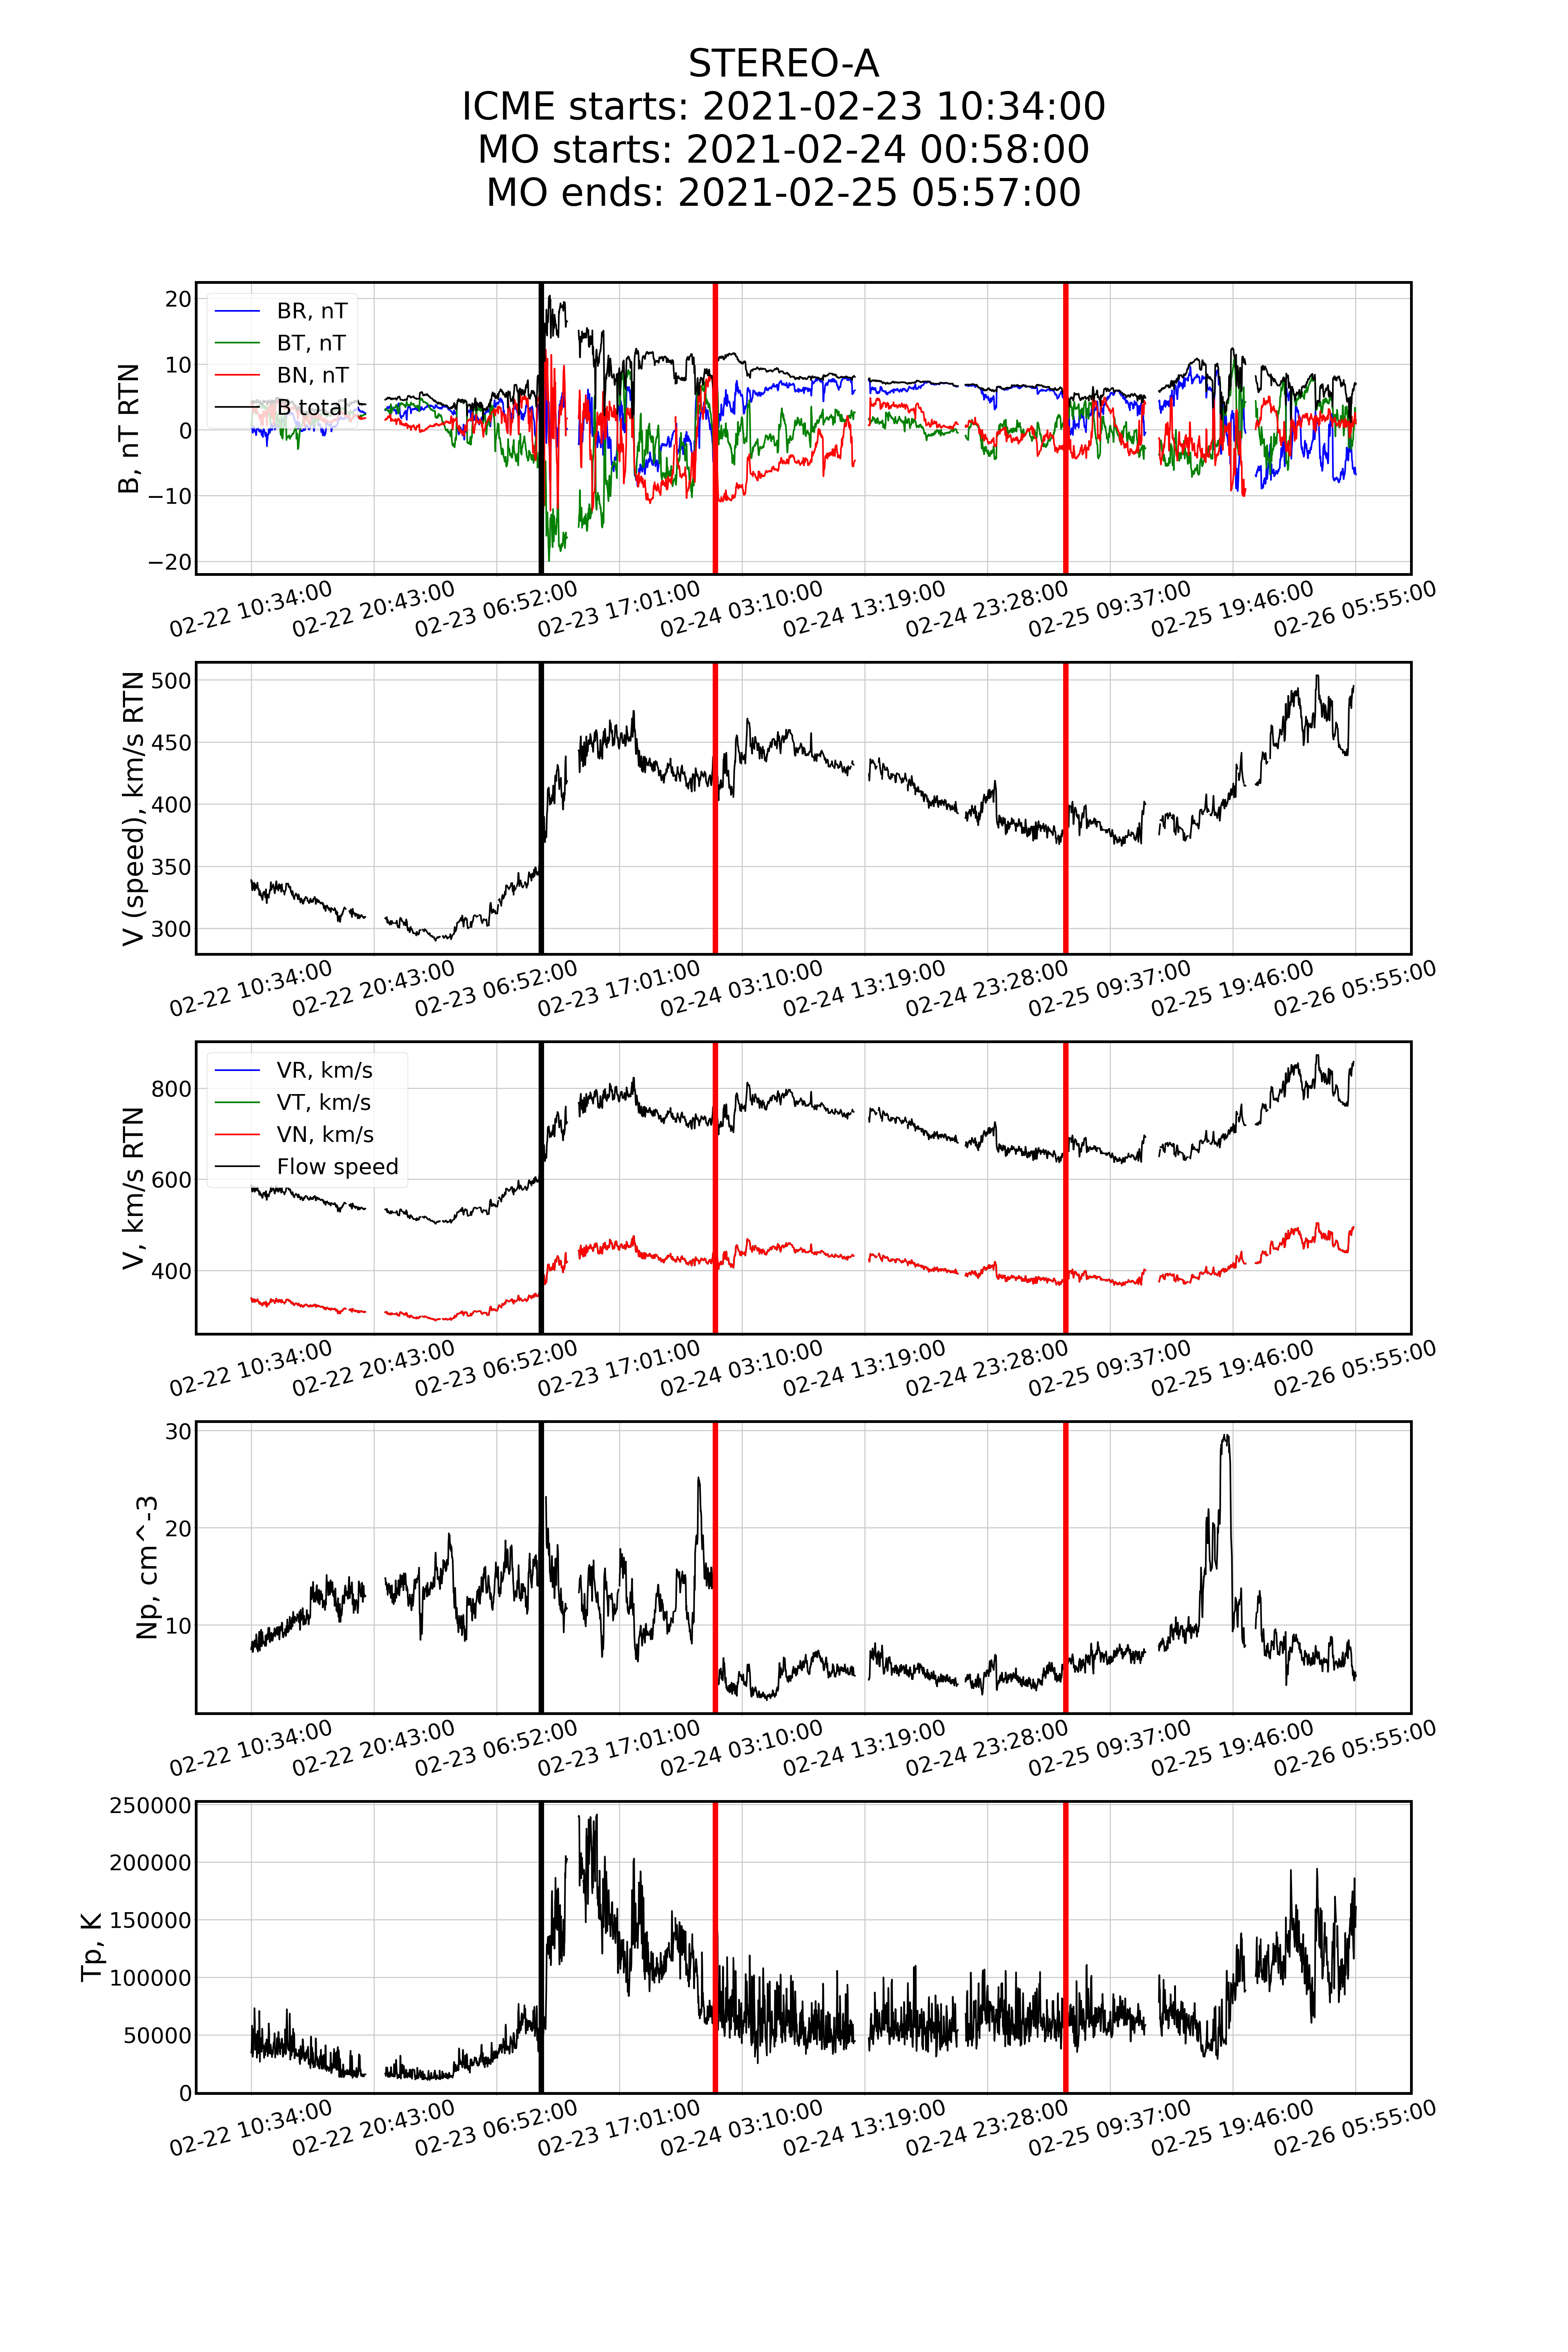 STEREO-A
ICME starts: 2021-02-23 10:34:00
MO starts: 2021-02-24 00:58:00
MO ends: 2021-02-25 05:57:00
B, nT RTN
20
10
0
−10
−20
BR, nT
BT, nT
BN, nT
B total
02-22 10:34:00 02-22 20:43:00 02-23 06:52:00 02-23 17:01:00 02-24 03:10:00 02-24 13:19:00 02-24 23:28:00 02-25 09:37:00 02-25 19:46:00 02-26 05:55:00
V (speed), km/s RTN
500
450
400
350
300
02-22 10:34:00 02-22 20:43:00 02-23 06:52:00 02-23 17:01:00 02-24 03:10:00 02-24 13:19:00 02-24 23:28:00 02-25 09:37:00 02-25 19:46:00 02-26 05:55:00
V, km/s RTN
800
600
400
VR, km/s
VT, km/s
VN, km/s
Flow speed
02-22 10:34:00 02-22 20:43:00 02-23 06:52:00 02-23 17:01:00 02-24 03:10:00 02-24 13:19:00 02-24 23:28:00 02-25 09:37:00 02-25 19:46:00 02-26 05:55:00
Np, cm^-3
30
20
10
02-22 10:34:00 02-22 20:43:00 02-23 06:52:00 02-23 17:01:00 02-24 03:10:00 02-24 13:19:00 02-24 23:28:00 02-25 09:37:00 02-25 19:46:00 02-26 05:55:00
Tp, K
250000
200000
150000
100000
50000
0
02-22 10:34:00 02-22 20:43:00 02-23 06:52:00 02-23 17:01:00 02-24 03:10:00 02-24 13:19:00 02-24 23:28:00 02-25 09:37:00 02-25 19:46:00 02-26 05:55:00